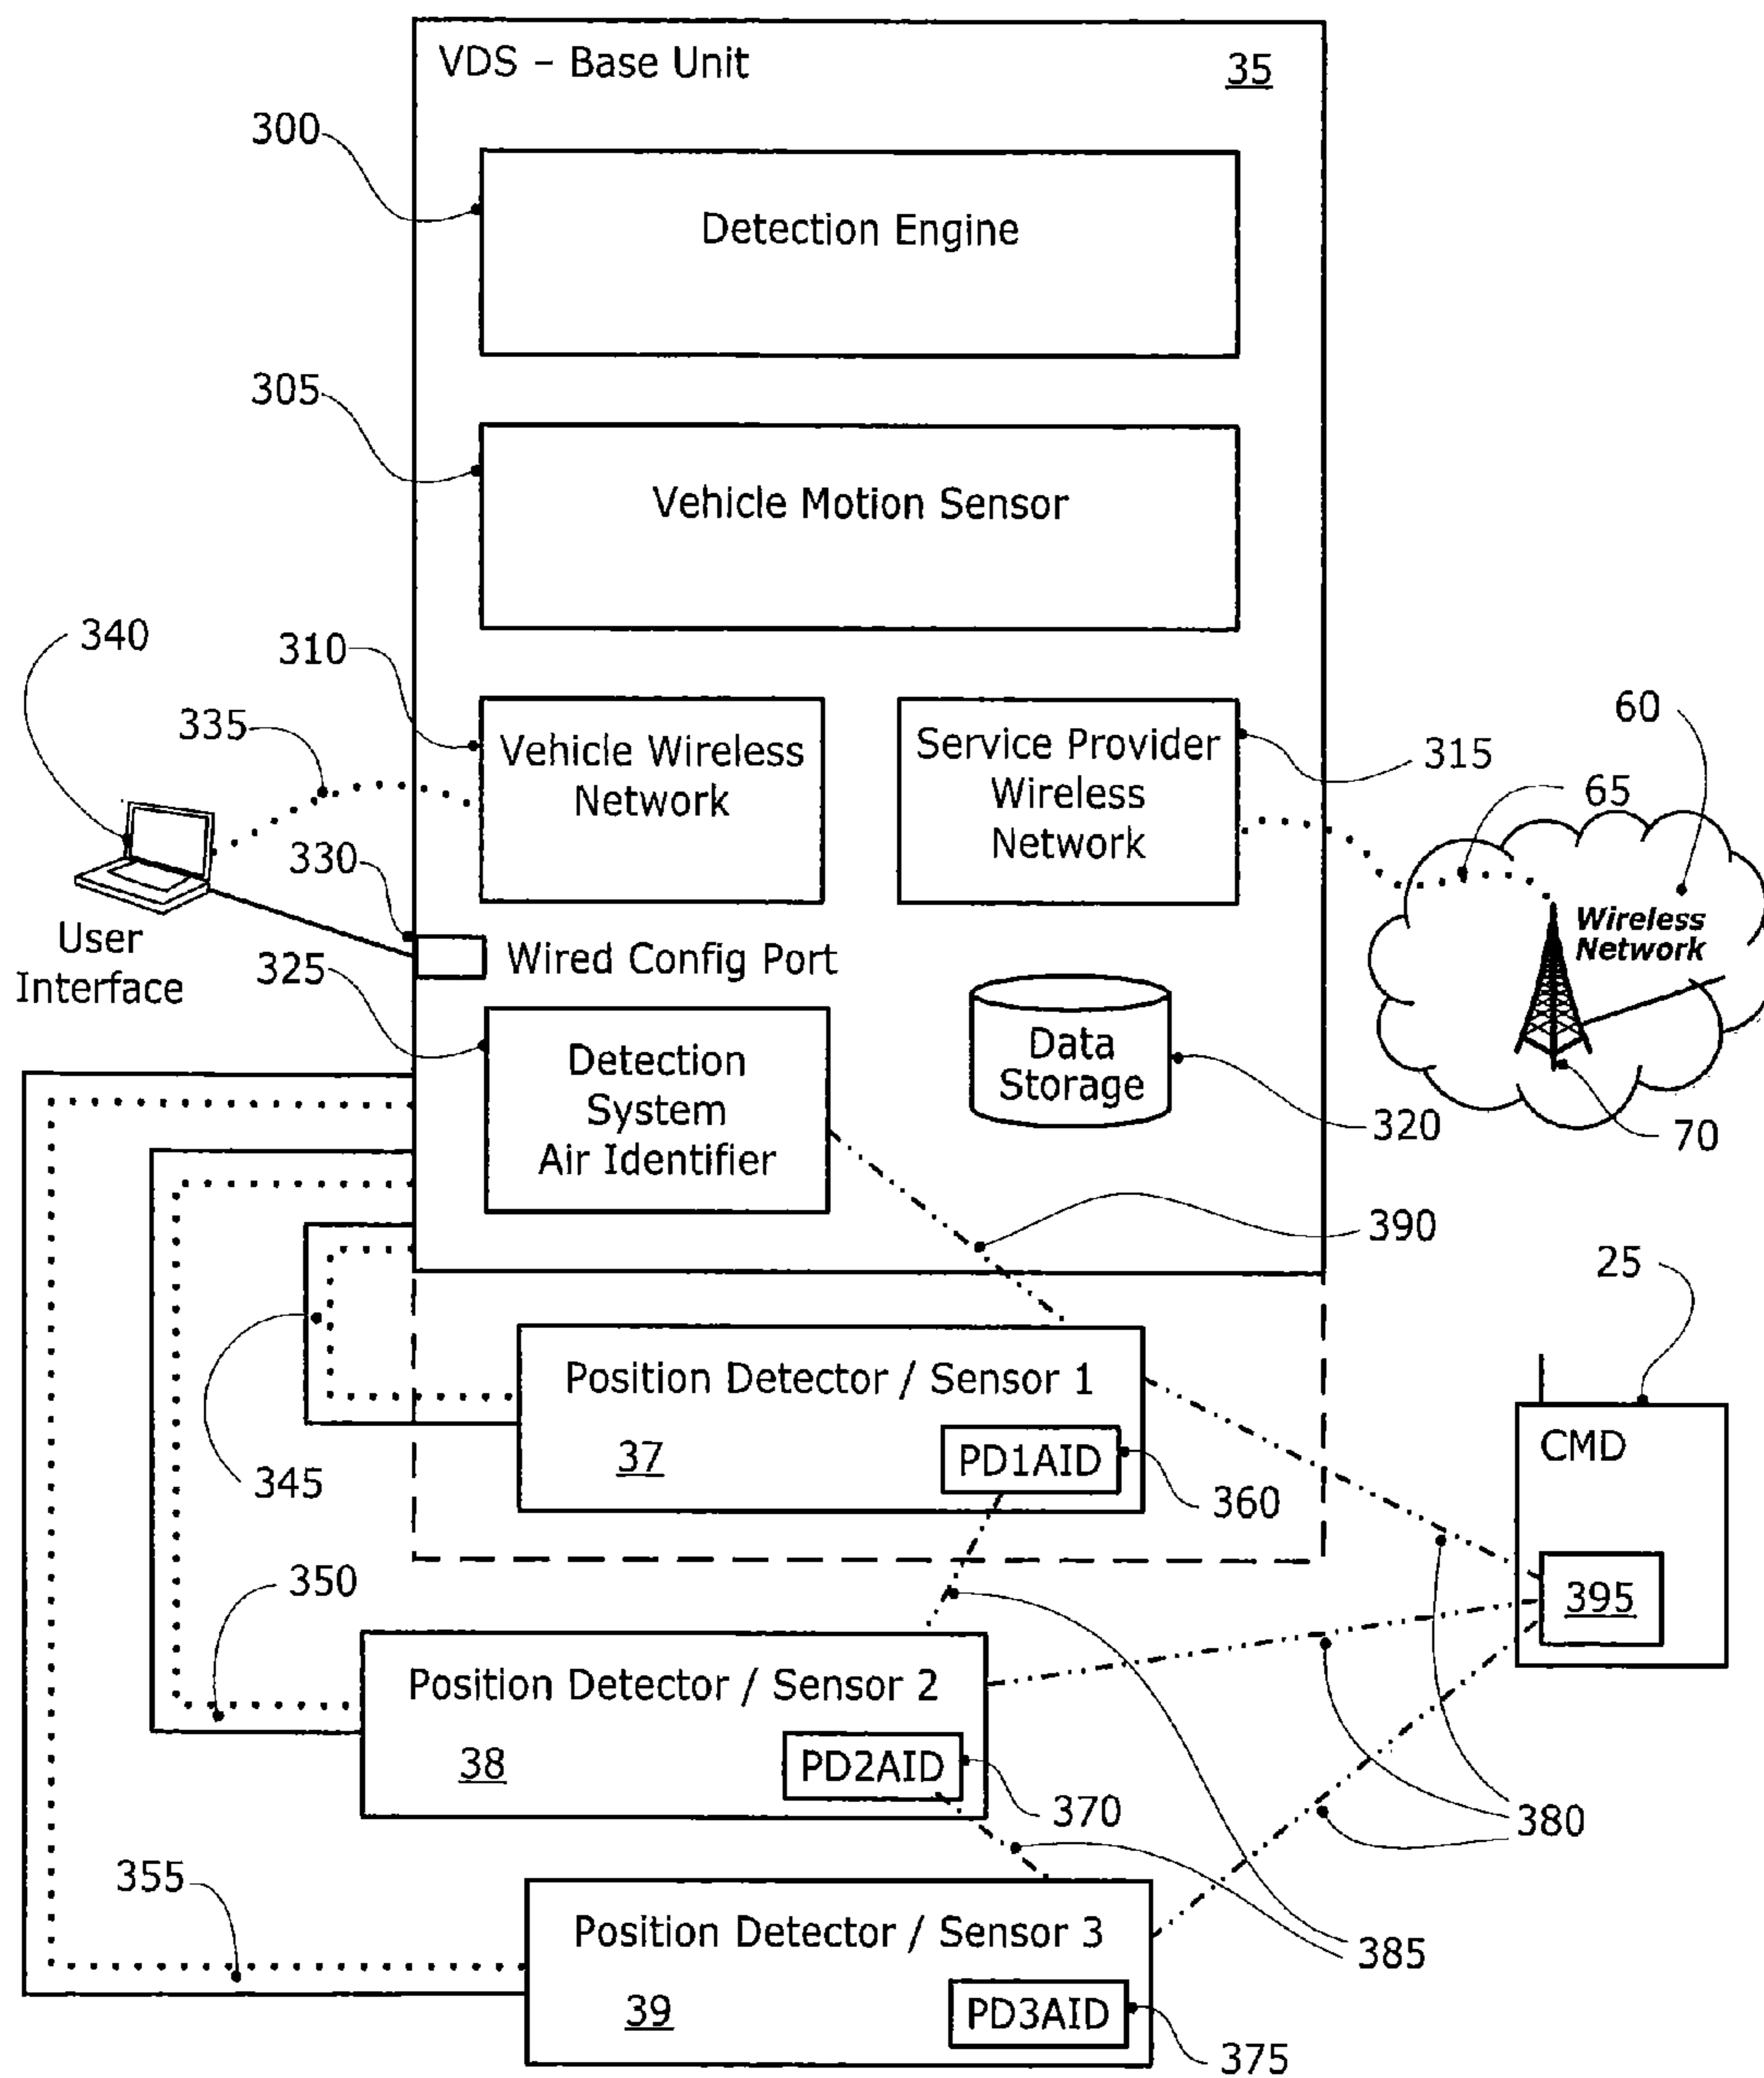 VDS – Base Unit
35
300
Detection Engine
305
Vehicle Motion Sensor
340
310
335
Vehicle Wireless
Network
Service Provider
Wireless
Network
315
60
65
330
User
Interface
Wired Config Port
Wireless
Network
325
Detection
System
Air Identifier
Data
Storage
320
70
390
25
345
Position Detector / Sensor 1
37
PD1AID
360
CMD
395
350
Position Detector / Sensor 2
38
PD2AID
370
380
355
Position Detector / Sensor 3
39
PD3AID
385
375